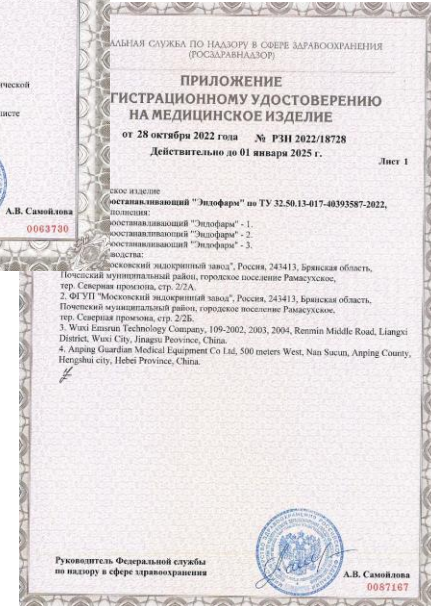 ческой
листе
А.В. Самойлова
0063730
АЛЬНАЯ СЛУЖБА ПО НАДЗОРУ В СФЕРЕ ЗДРАВООХРАНЕНИЯ
(РОСЗДРАВНАДЗОР)
ПРИЛОЖЕНИЕ
ГИСТРАЦИОННОМУ УДОСТОВЕРЕНИЮ
НА МЕДИЦИНСКОЕ ИЗДЕЛИЕ
от 28 октября 2022 года № РЗН 2022/18728
Действительно до 01 января 2025 г.
Лист 1
ское изделие
воостанавливающий "Эндофарм" по ТУ 32.50.13-017-40393587-2022,
полнения:
воостанавливающий "Эндофарм" - 1.
воостанавливающий "Эндофарм" - 2.
воостанавливающий "Эндофарм" - 3.
водства:
осковский эндокринный завод", Россия, 243413, Брянская область,
Почепский муниципальный район, городское поселение Рамасухское,
тер. Северная промзона, стр. 2/2А.
2. ФГУП "Московский эндокринный завод", Россия, 243413, Брянская область,
Почепский муниципальный район, городское поселение Рамасухское,
тер. Северная промзона, стр. 2/2Б.
3. Wuxi Emsrun Technology Company, 109-2002, 2003, 2004, Renmin Middle Road, Liangxi
District, Wuxi City, Jinagsu Peovince, China.
4. Anping Guardian Medical Equipment Co Ltd, 500 meters West, Nan Sucun, Anping County,
Hengshui city, Hebei Province, China.
Руководитель Федеральной службы
по надзору в сфере здравоохранения
А.В. Самойлова
0087167